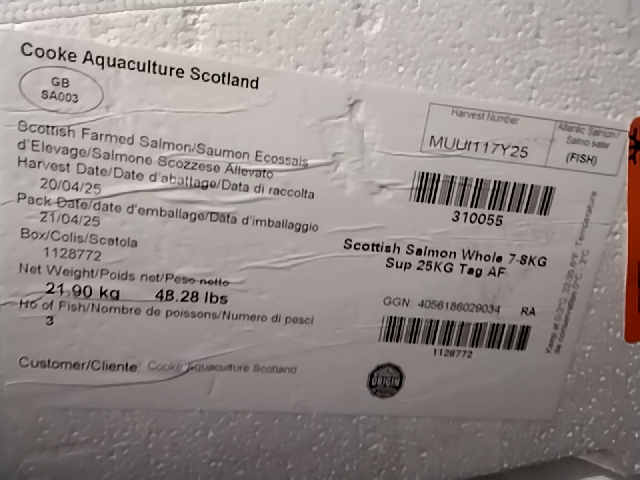 Cooke Aquaculture Scotland
GB
SA003
Scottish Farmed Salmon/Saumon Ecossais
d'Elevage/Salmone Scozzese Allevato
Harvest Date/Date d'abattage/Data di raccolta
20/04/25
Pack Date/date d'emballage/Data d'imballaggio
21/04/25
Box/Colis/Scatola
1128772
Net Weight/Poids net/Peso netto
21.90 kg 48.28 lbs
No of Fish/Nombre de poissons/Numero di pesci
3
Customer/Cliente: Cooke Aquaculture Scotland
Harvest Number
MUUI117Y25
Atlantic Salmon/
Salmo salar
(FISH)
310055
Scottish Salmon Whole 7-8KG
Sup 25KG Tag AF
GGN: 4056186029034 RA
1128772
ORIGIN
Temperature